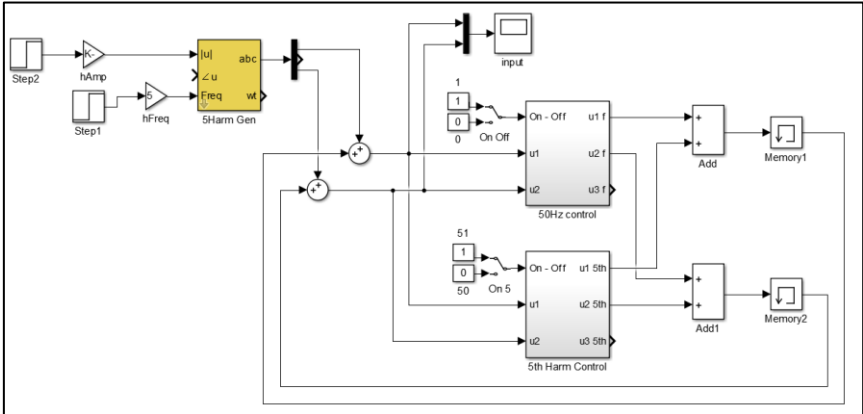 Step2
K-
hAmp
Step1
5
hFreq
|u|
∠u
Freq
abc
wt
5Harm Gen
input
1
1
0
0
On Off
On - Off
u1
u2
u1 f
u2 f
u3 f
50Hz control
+
+
Add
Memory1
+
+
+
+
51
1
0
50
On 5
On - Off
u1
u2
u1 5th
u2 5th
u3 5th
5th Harm Control
+
+
Add1
Memory2